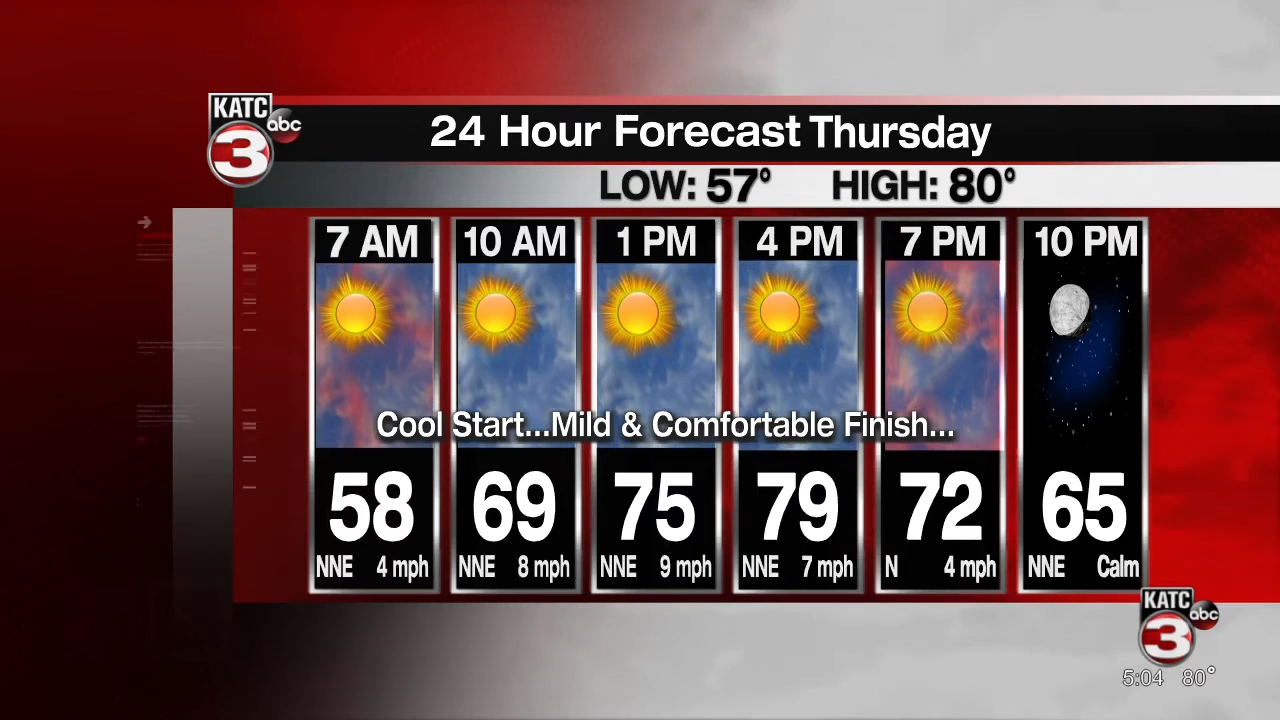 KATC
abc
3
24 Hour Forecast Thursday
LOW: 57° HIGH: 80°
7 AM 10 AM 1 PM 4 PM 7 PM 10 PM
Cool Start...Mild & Comfortable Finish...
58 69 75 79 72 65
NNE 4 mph NNE 8 mph NNE 9 mph NNE 7 mph N 4 mph NNE Calm
KATC
abc
3
5:04 80°